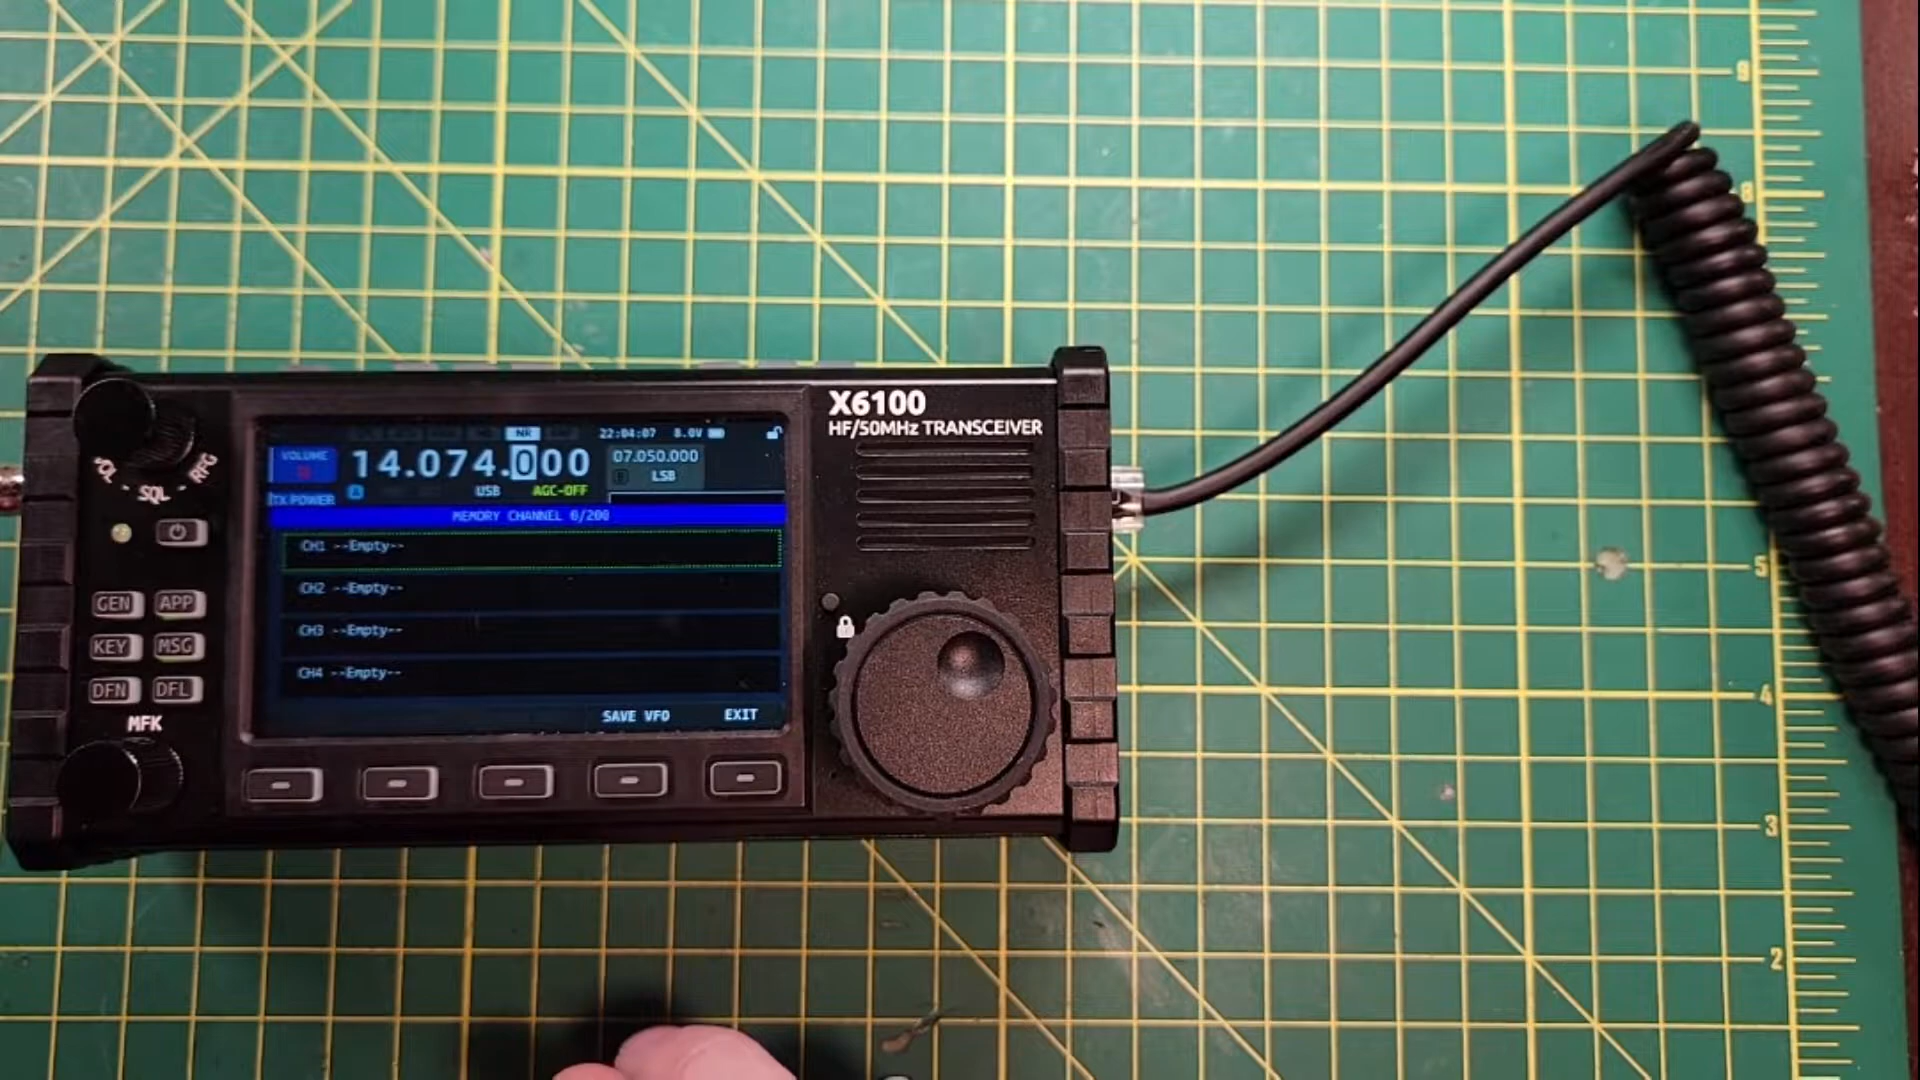 X6100
HF/50MHz TRANSCEIVER
NR 22:04:07 8.0V
VOLUME 14.074.000 07.050.000
A USB AGC-OFF B LSB
TX POWER
MEMORY CHANNEL 0/200
CH1 --Empty--
CH2 --Empty--
CH3 --Empty--
CH4 --Empty--
SAVE VFO EXIT
SQL RFG
GEN APP
KEY MSG
DFN DFL
MFK
9
8
5
4
3
2